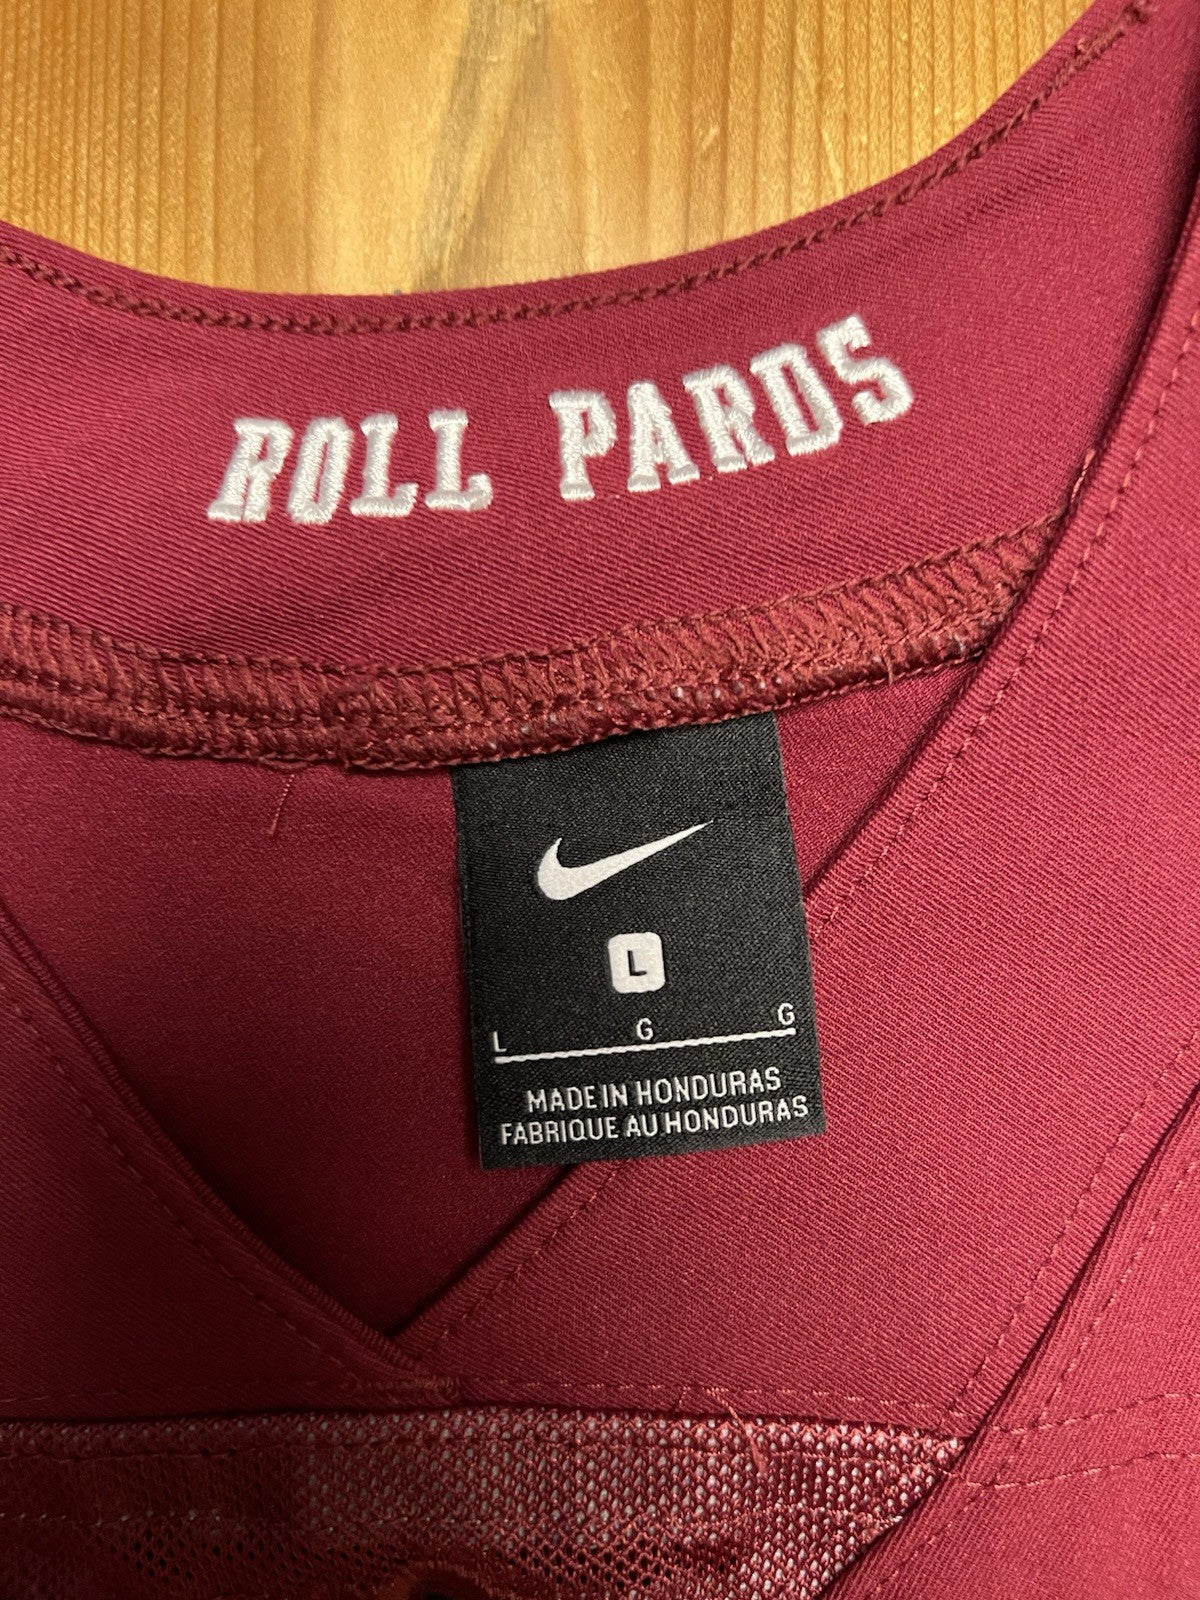 ROLL PARDS
L
L G G
MADE IN HONDURAS
FABRIQUE AU HONDURAS